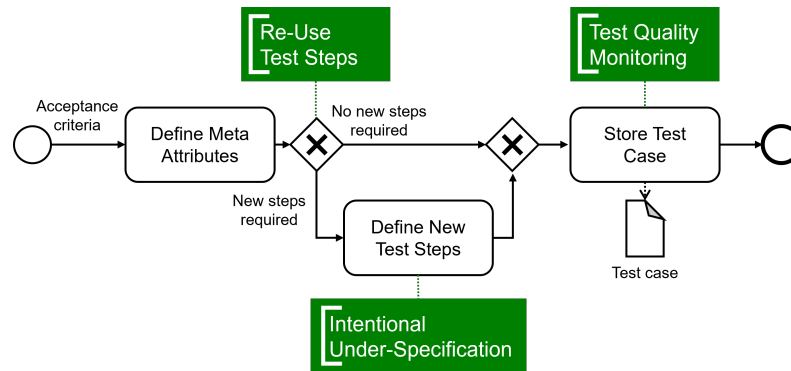 Re-Use
Test Steps
Test Quality
Monitoring
Acceptance
criteria
Define Meta
Attributes
No new steps
required
Store Test
Case
New steps
required
Define New
Test Steps
Test case
Intentional
Under-Specification